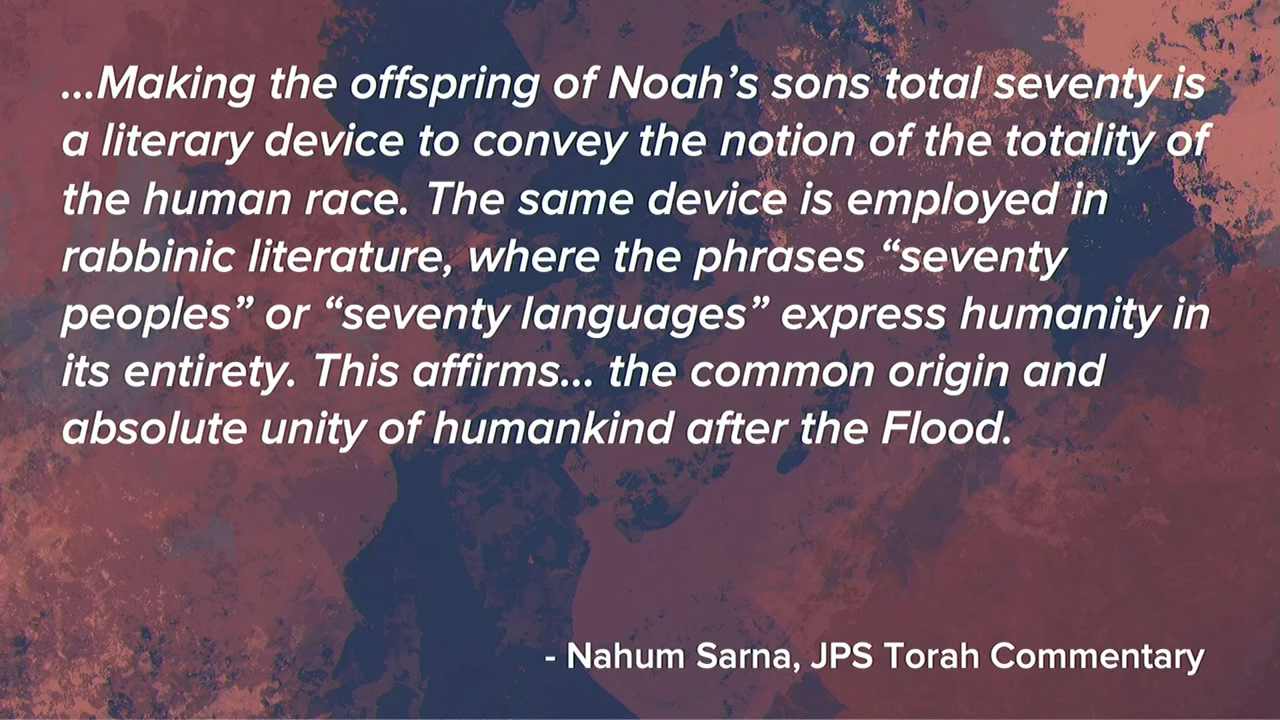 ...Making the offspring of Noah’s sons total seventy is
a literary device to convey the notion of the totality of
the human race. The same device is employed in
rabbinic literature, where the phrases “seventy
peoples” or “seventy languages” express humanity in
its entirety. This affirms... the common origin and
absolute unity of humankind after the Flood.
- Nahum Sarna, JPS Torah Commentary